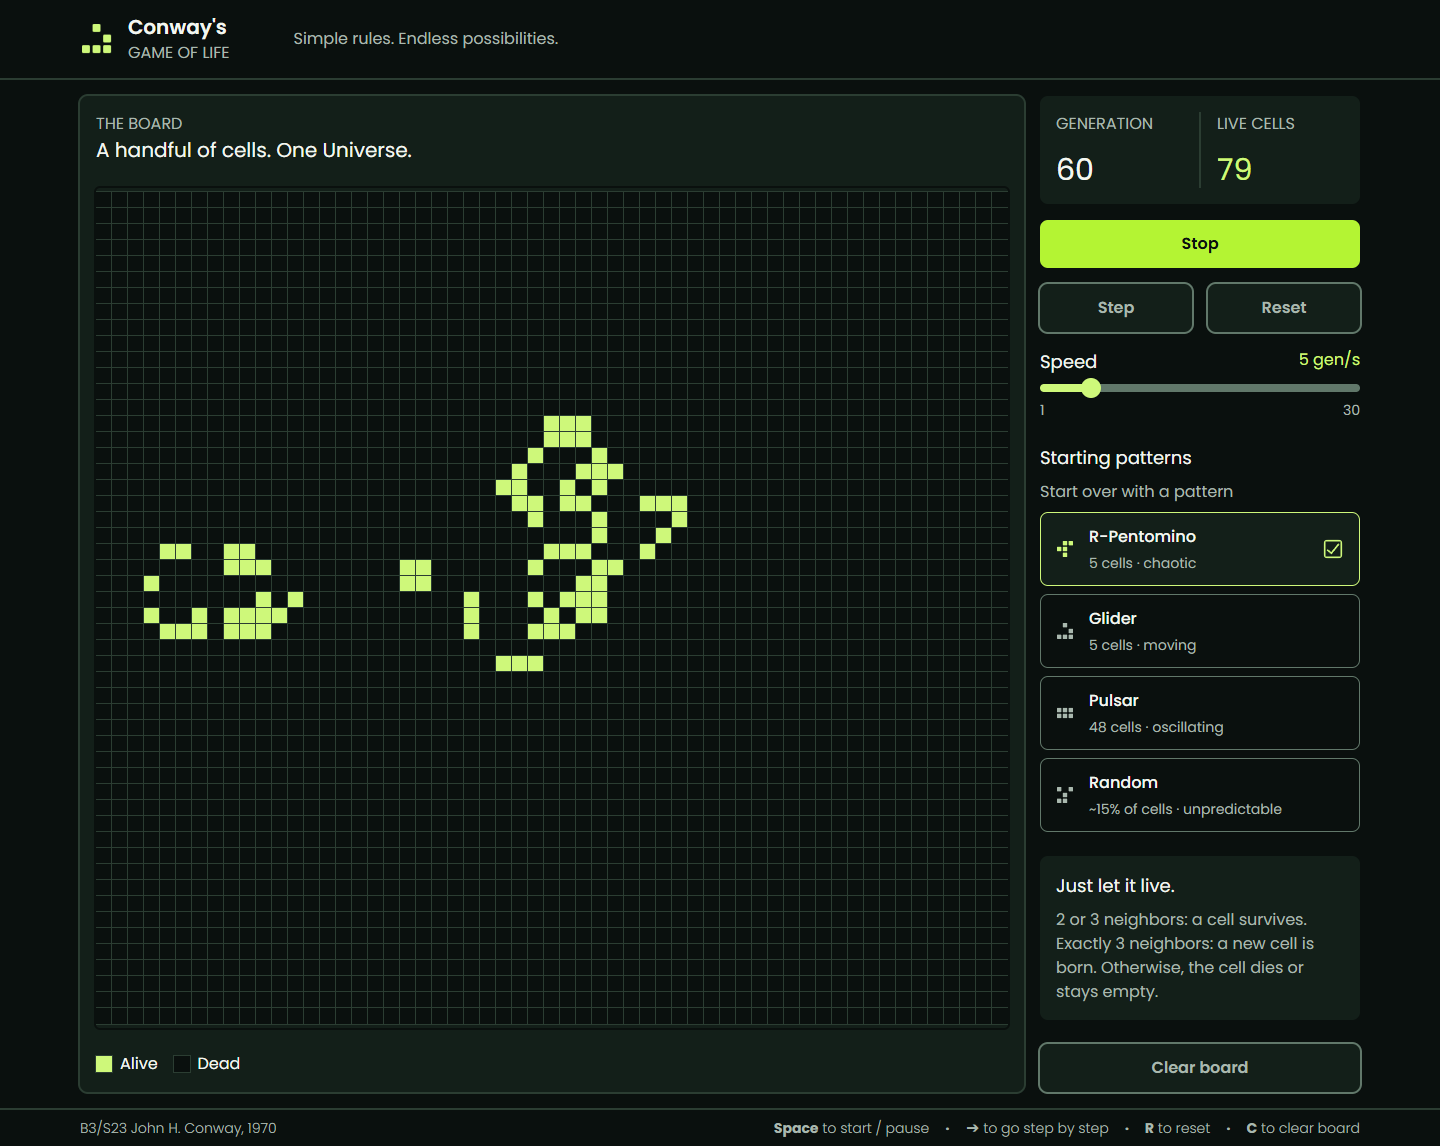 Conway's
GAME OF LIFE
Simple rules. Endless possibilities.
THE BOARD
A handful of cells. One Universe.
Alive
Dead
GENERATION
60
LIVE CELLS
79
Stop
Step
Reset
Speed
5 gen/s
1
30
Starting patterns
Start over with a pattern
R-Pentomino
5 cells · chaotic
Glider
5 cells · moving
Pulsar
48 cells · oscillating
Random
~15% of cells · unpredictable
Just let it live.
2 or 3 neighbors: a cell survives.
Exactly 3 neighbors: a new cell is
born. Otherwise, the cell dies or
stays empty.
Clear board
B3/S23 John H. Conway, 1970
Space to start / pause • → to go step by step • R to reset • C to clear board